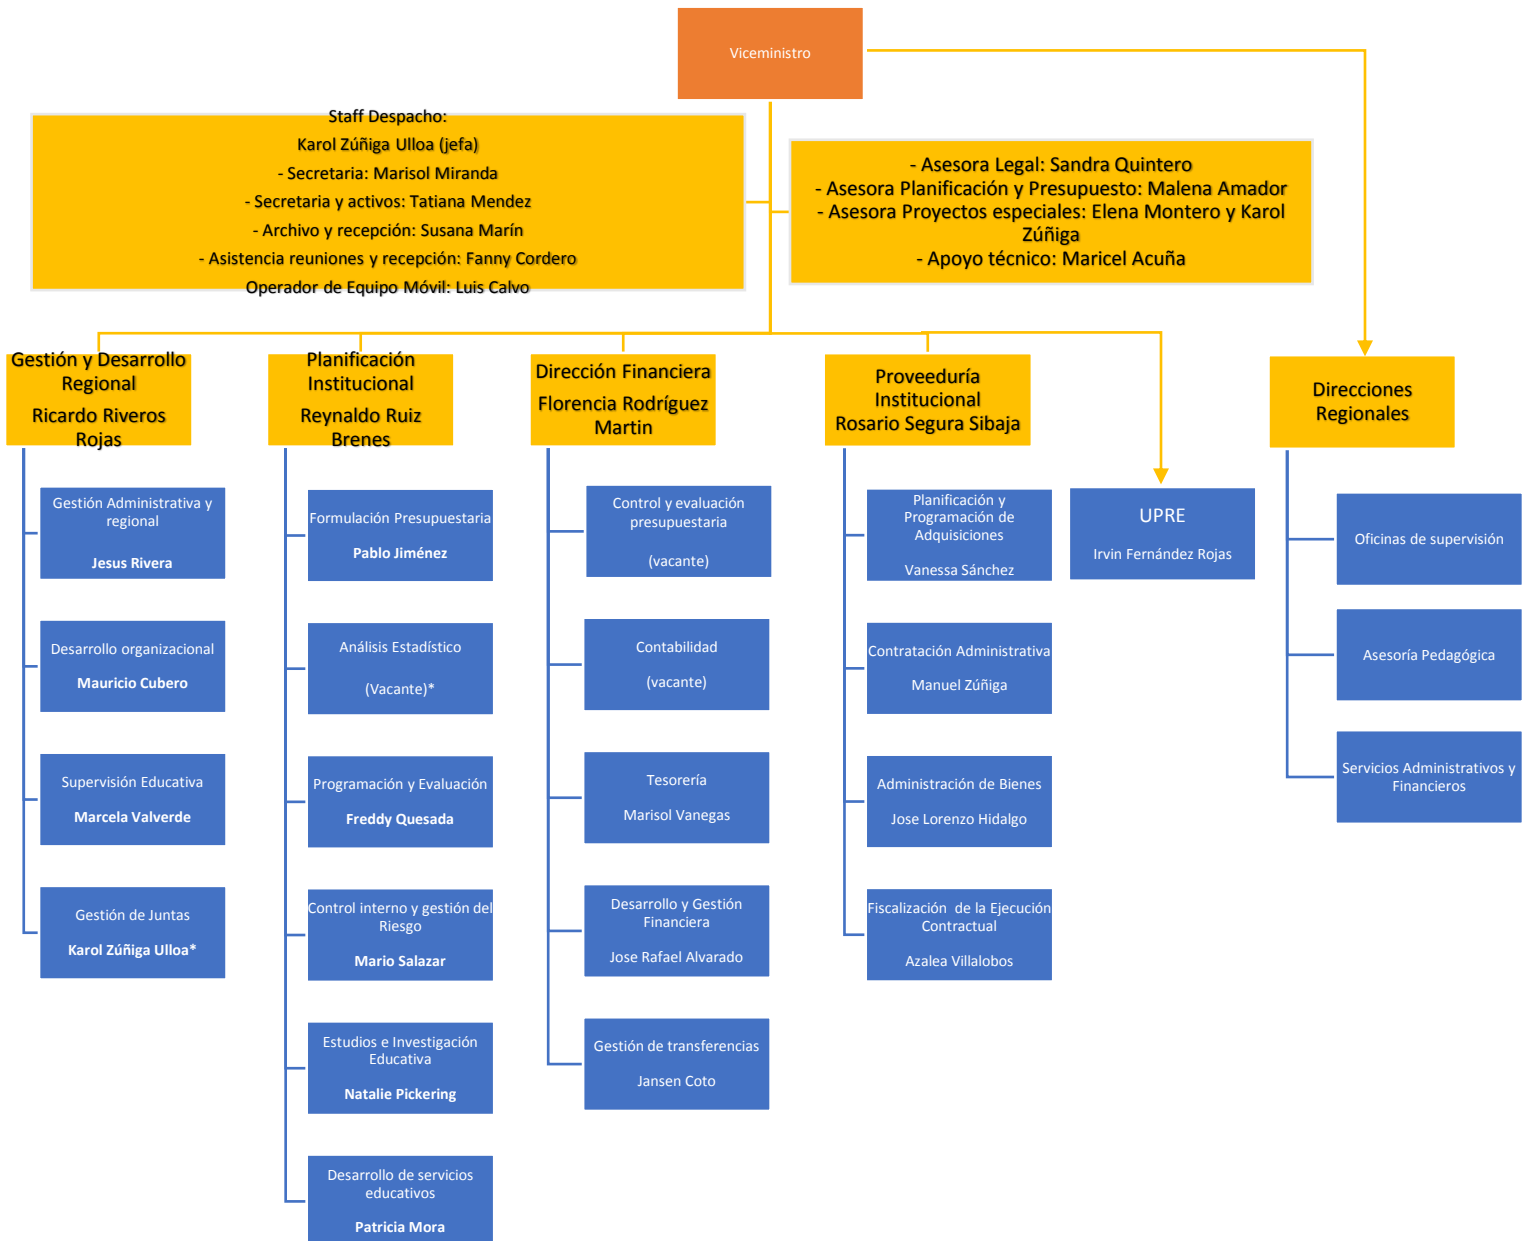 Viceministro
Staff Despacho:
Karol Zúñiga Ulloa (jefa)
- Secretaria: Marisol Miranda
- Secretaria y activos: Tatiana Mendez
- Archivo y recepción: Susana Marín
- Asistencia reuniones y recepción: Fanny Cordero
Operador de Equipo Móvil: Luis Calvo
- Asesora Legal: Sandra Quintero
- Asesora Planificación y Presupuesto: Malena Amador
- Asesora Proyectos especiales: Elena Montero y Karol
Zúñiga
- Apoyo técnico: Maricel Acuña
Gestión y Desarrollo
Regional
Ricardo Riveros
Rojas
Gestión Administrativa y
regional
Jesus Rivera
Desarrollo organizacional
Mauricio Cubero
Supervisión Educativa
Marcela Valverde
Gestión de Juntas
Karol Zúñiga Ulloa*
Planificación
Institucional
Reynaldo Ruiz
Brenes
Formulación Presupuestaria
Pablo Jiménez
Análisis Estadístico
(Vacante)*
Programación y Evaluación
Freddy Quesada
Control interno y gestión del
Riesgo
Mario Salazar
Estudios e Investigación
Educativa
Natalie Pickering
Desarrollo de servicios
educativos
Patricia Mora
Dirección Financiera
Florencia Rodríguez
Martin
Control y evaluación
presupuestaria
(vacante)
Contabilidad
(vacante)
Tesorería
Marisol Vanegas
Desarrollo y Gestión
Financiera
Jose Rafael Alvarado
Gestión de transferencias
Jansen Coto
Proveeduría
Institucional
Rosario Segura Sibaja
Planificación y
Programación de
Adquisiciones
Vanessa Sánchez
Contratación Administrativa
Manuel Zúñiga
Administración de Bienes
Jose Lorenzo Hidalgo
Fiscalización  de la Ejecución
Contractual
Azalea Villalobos
UPRE
Irvin Fernández Rojas
Direcciones
Regionales
Oficinas de supervisión
Asesoría Pedagógica
Servicios Administrativos y
Financieros